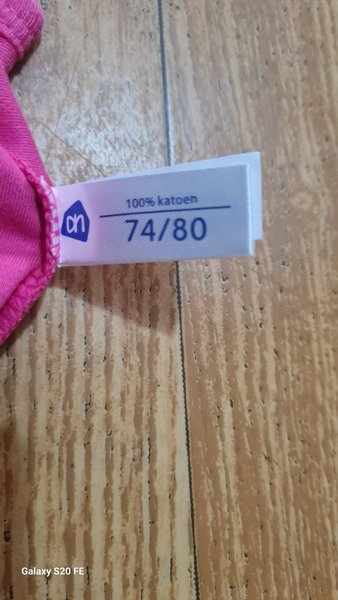 100% katoen
ah
74/80
Galaxy S20 FE